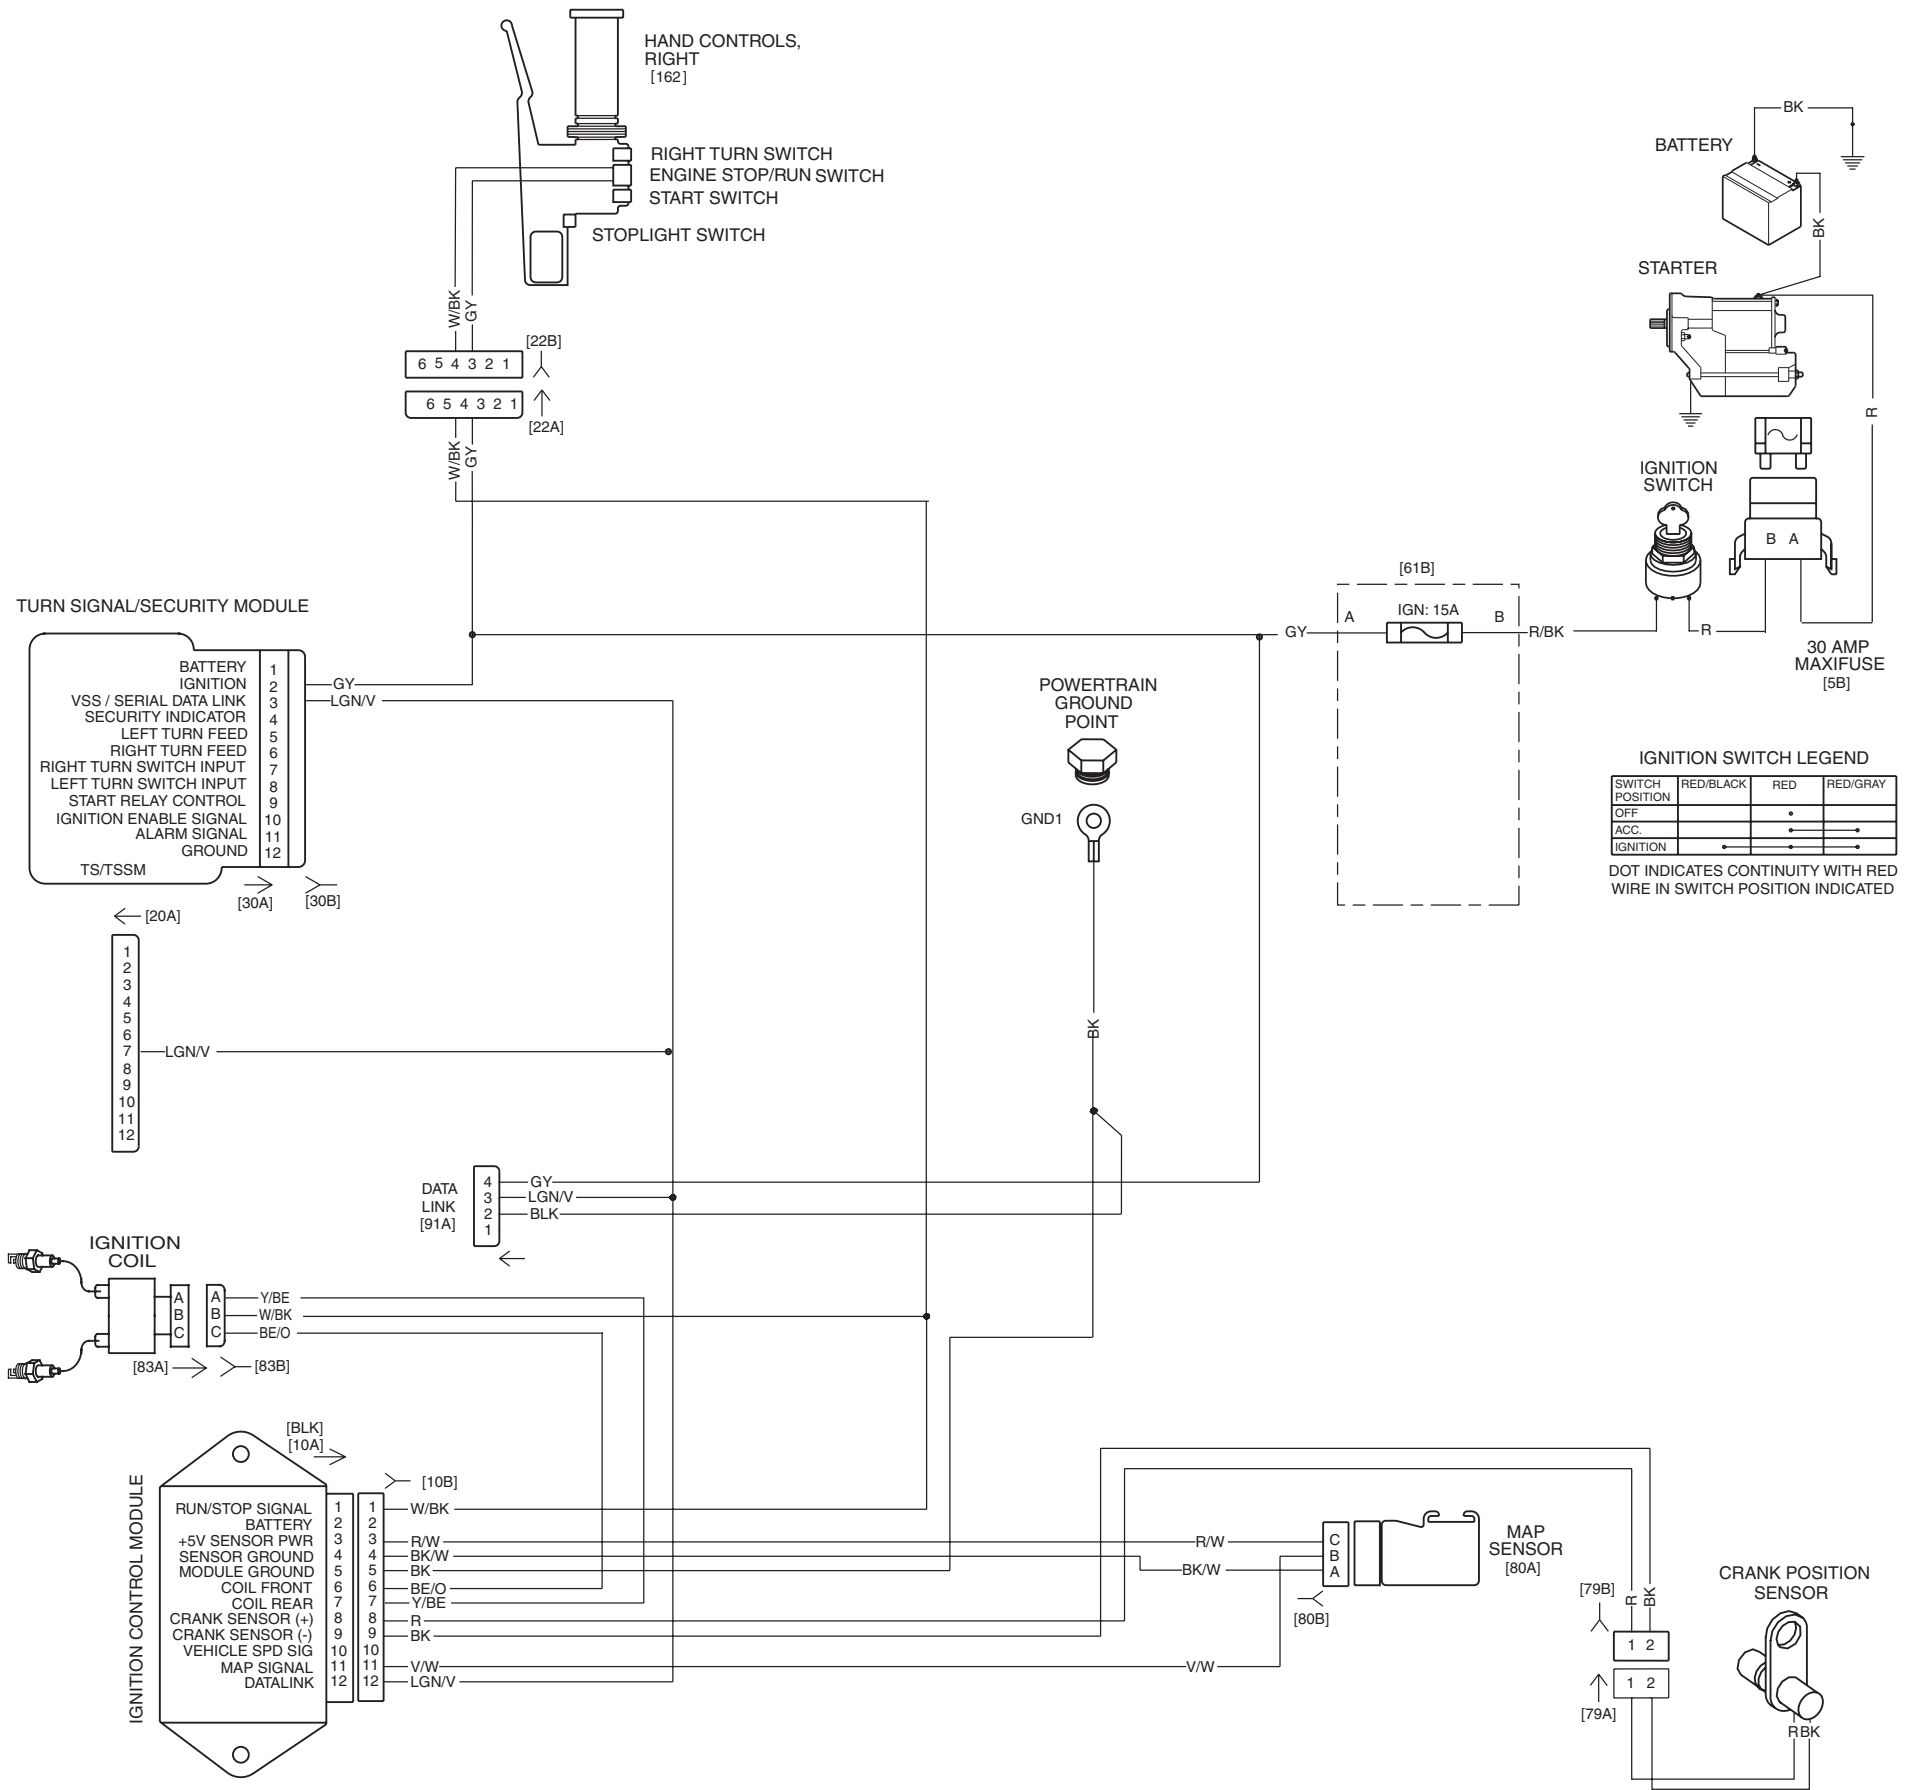 HAND CONTROLS,
RIGHT
[162]
RIGHT TURN SWITCH
ENGINE STOP/RUN SWITCH
START SWITCH
STOPLIGHT SWITCH
W/BK
GY
[22B]
6 5 4 3 2 1
6 5 4 3 2 1
[22A]
W/BK
GY
BK
BATTERY
BK
STARTER
R
IGNITION
SWITCH
B A
R
30 AMP
MAXIFUSE
[5B]
[61B]
A
IGN: 15A
B
GY
R/BK
IGNITION SWITCH LEGEND
SWITCH
POSITION
RED/BLACK
RED
RED/GRAY
OFF
ACC.
IGNITION
DOT INDICATES CONTINUITY WITH RED
WIRE IN SWITCH POSITION INDICATED
TURN SIGNAL/SECURITY MODULE
BATTERY 1
IGNITION 2 GY
VSS / SERIAL DATA LINK 3 LGN/V
SECURITY INDICATOR 4
LEFT TURN FEED 5
RIGHT TURN FEED 6
RIGHT TURN SWITCH INPUT 7
LEFT TURN SWITCH INPUT 8
START RELAY CONTROL 9
IGNITION ENABLE SIGNAL 10
ALARM SIGNAL 11
GROUND 12
TS/TSSM
[30A]
[30B]
[20A]
1
2
3
4
5
6
7 LGN/V
8
9
10
11
12
POWERTRAIN
GROUND
POINT
GND1
BK
DATA
LINK
[91A]
4 GY
3 LGN/V
2 BLK
1
IGNITION
COIL
A A Y/BE
B B W/BK
C C BE/O
[83A]
[83B]
IGNITION CONTROL MODULE
[BLK]
[10A]
[10B]
RUN/STOP SIGNAL 1 1 W/BK
BATTERY 2 2
+5V SENSOR PWR 3 3 R/W R/W
SENSOR GROUND 4 4 BK/W BK/W
MODULE GROUND 5 5 BK
COIL FRONT 6 6 BE/O
COIL REAR 7 7 Y/BE
CRANK SENSOR (+) 8 8 R
CRANK SENSOR (-) 9 9 BK
VEHICLE SPD SIG 10 10
MAP SIGNAL 11 11 V/W V/W
DATALINK 12 12 LGN/V
C
B
A
[80B]
MAP
SENSOR
[80A]
[79B]
R
BK
1 2
1 2
[79A]
CRANK POSITION
SENSOR
R BK